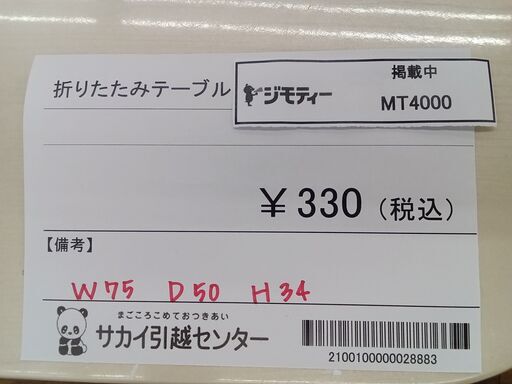 折りたたみテーブル
ジモティー
掲載中
MT4000
￥330（税込）
【備考】
W75 D50 H34
まごころこめておつきあい
サカイ引越センター
2100100000028883